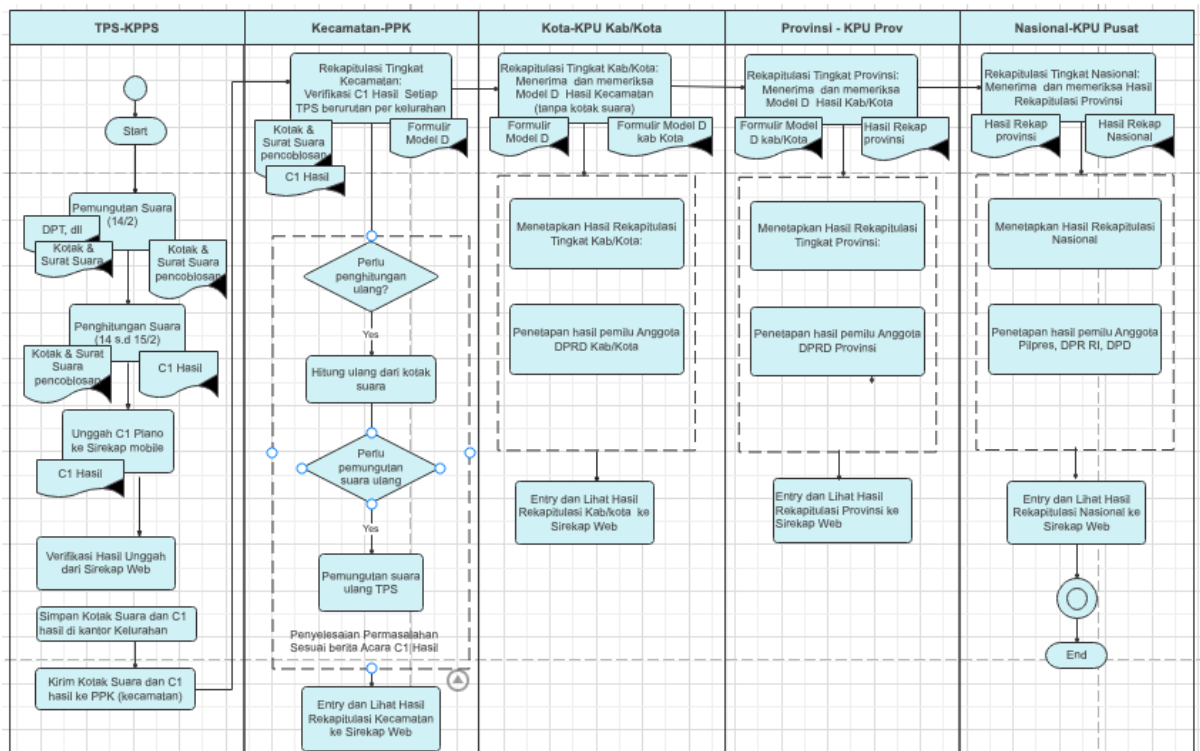 TPS-KPPS
Kecamatan-PPK
Kota-KPU Kab/Kota
Provinsi - KPU Prov
Nasional-KPU Pusat
Start
Pemungutan Suara
(14/2)
DPT, dll
Kotak &
Surat Suara
Kotak &
Surat Suara
pencoblosan
Penghitungan Suara
(14 s.d 15/2)
Kotak & Surat
Suara
pencoblosan
C1 Hasil
Unggah C1 Plano
ke Sirekap mobile
C1 Hasil
Verifikasi Hasil Unggah
dari Sirekap Web
Simpan Kotak Suara dan C1
hasil di kantor Kelurahan
Kirim Kotak Suara dan C1
hasil ke PPK (kecamatan)
Rekapitulasi Tingkat
Kecamatan:
Verifikasi C1 Hasil Setiap
TPS berurutan per kelurahan
Kotak &
Surat Suara
pencoblosan
Formulir
Model D
C1 Hasil
Perlu
penghitungan
ulang?
Yes
Hitung ulang dari kotak
suara
Perlu
pemungutan
suara ulang
Yes
Pemungutan suara
ulang TPS
Penyelesaian Permasalahan
Sesuai berita Acara C1 Hasil
Entry dan Lihat Hasil
Rekapitulasi Kecamatan
ke Sirekap Web
Rekapitulasi Tingkat Kab/Kota:
Menerima dan memeriksa
Model D Hasil Kecamatan
(tanpa kotak suara)
Formulir
Model D
Formulir Model D
kab Kota
Menetapkan Hasil Rekapitulasi
Tingkat Kab/Kota:
Penetapan hasil pemilu Anggota
DPRD Kab/Kota
Entry dan Lihat Hasil
Rekapitulasi Kab/kota ke
Sirekap Web
Rekapitulasi Tingkat Provinsi:
Menerima dan memeriksa
Model D Hasil Kab/Kota
Formulir Model
D kab/Kota
Hasil Rekap
provinsi
Menetapkan Hasil Rekapitulasi
Tingkat Provinsi:
Penetapan hasil pemilu Anggota
DPRD Provinsi
Entry dan Lihat Hasil
Rekapitulasi Provinsi ke
Sirekap Web
Rekapitulasi Tingkat Nasional:
Menerima dan memeriksa Hasil
Rekapitulasi Provinsi
Hasil Rekap
provinsi
Hasil Rekap
Nasional
Menetapkan Hasil Rekapitulasi
Nasional
Penetapan hasil pemilu Anggota
Pilpres, DPR RI, DPD
Entry dan Lihat Hasil
Rekapitulasi Nasional ke
Sirekap Web
End